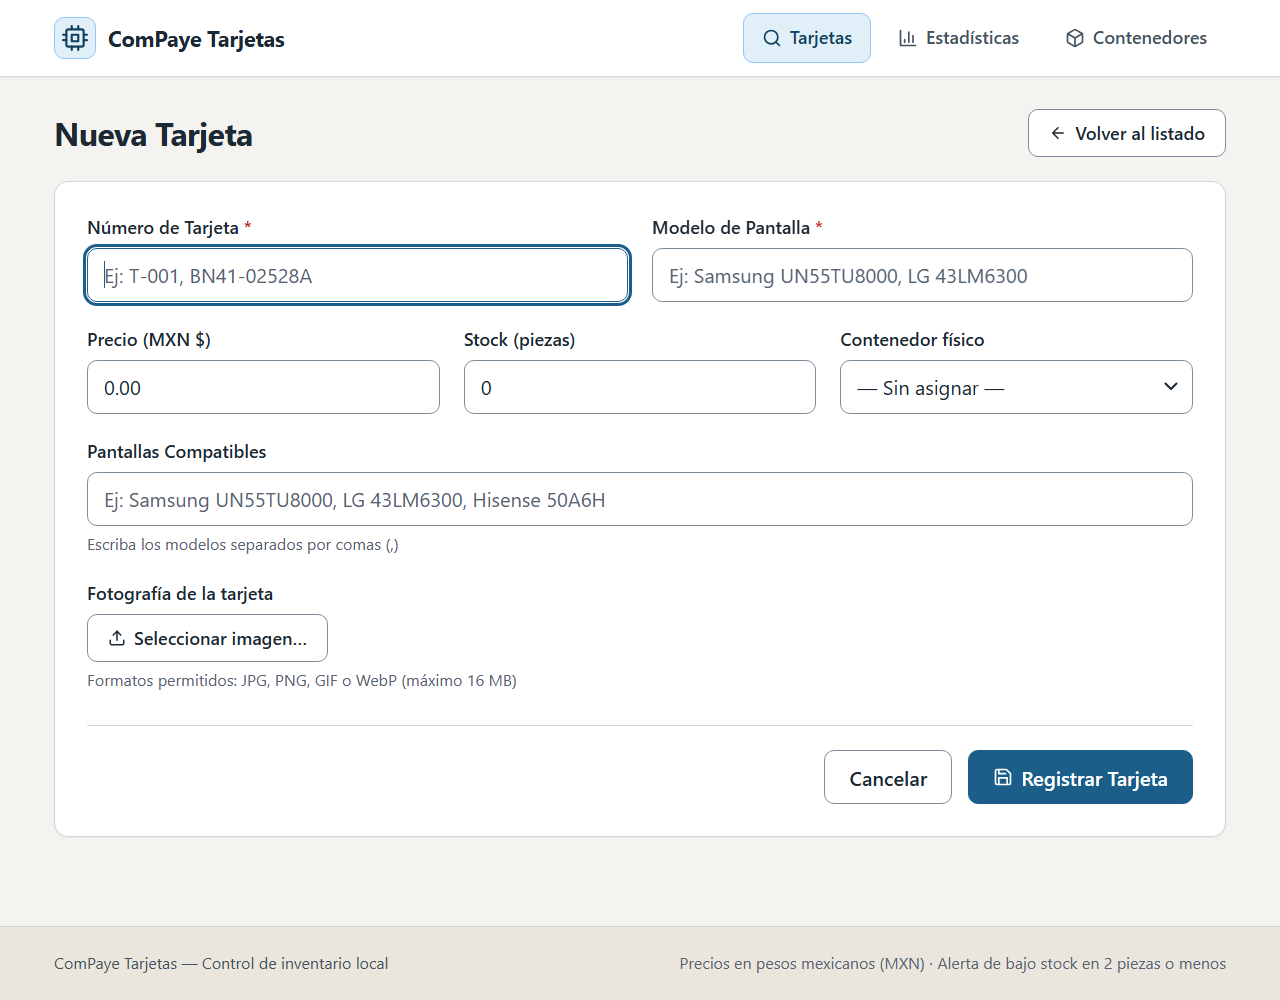 ComPaye Tarjetas
Tarjetas
Estadísticas
Contenedores
Nueva Tarjeta
Volver al listado
Número de Tarjeta *
Modelo de Pantalla *
Ej: T-001, BN41-02528A
Ej: Samsung UN55TU8000, LG 43LM6300
Precio (MXN $)
Stock (piezas)
Contenedor físico
0.00
0
— Sin asignar —
Pantallas Compatibles
Ej: Samsung UN55TU8000, LG 43LM6300, Hisense 50A6H
Escriba los modelos separados por comas (,)
Fotografía de la tarjeta
Seleccionar imagen...
Formatos permitidos: JPG, PNG, GIF o WebP (máximo 16 MB)
Cancelar
Registrar Tarjeta
ComPaye Tarjetas — Control de inventario local
Precios en pesos mexicanos (MXN) · Alerta de bajo stock en 2 piezas o menos